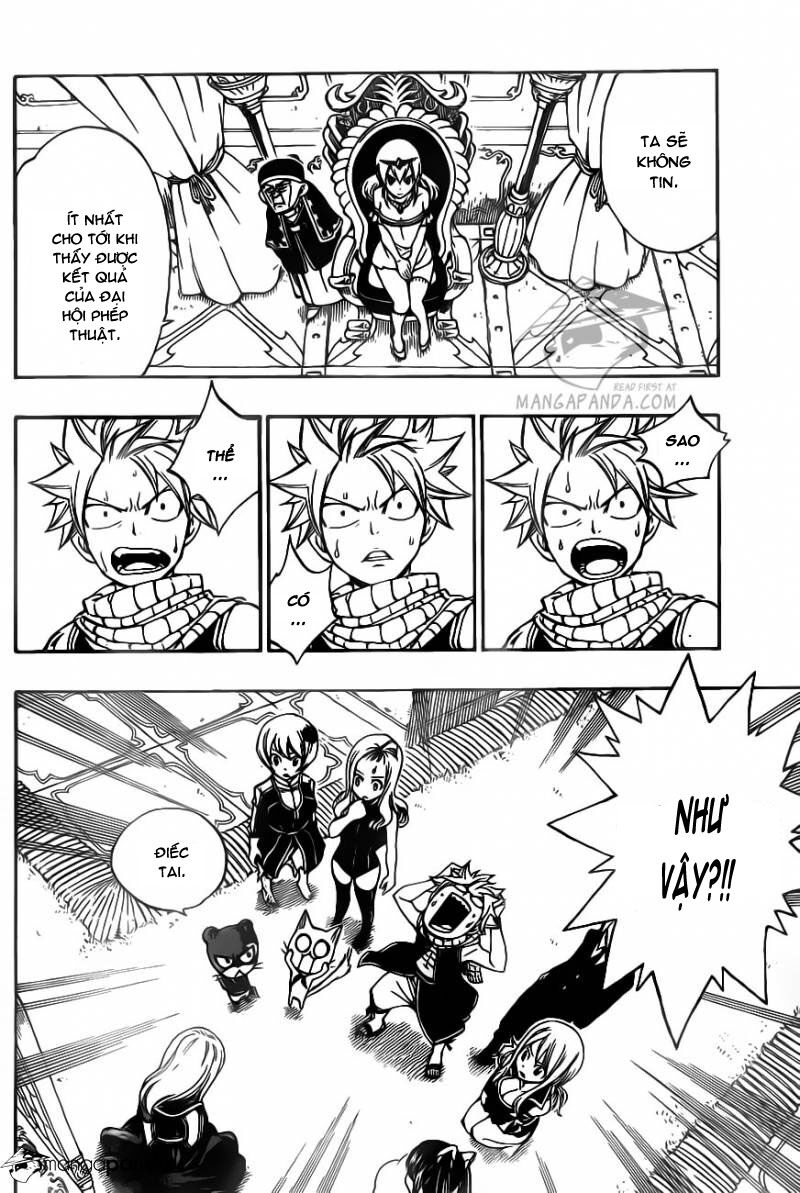 TA SẼ
KHÔNG
TIN.
ÍT NHẤT
CHO TỚI KHI
THẤY ĐƯỢC
KẾT QUẢ
CỦA ĐẠI
HỘI PHÉP
THUẬT.
READ FIRST AT
MANGAPANDA.COM
SAO
...
CÓ
...
THỂ
...
NHƯ
VẬY?!!
ĐIẾC
TAI.